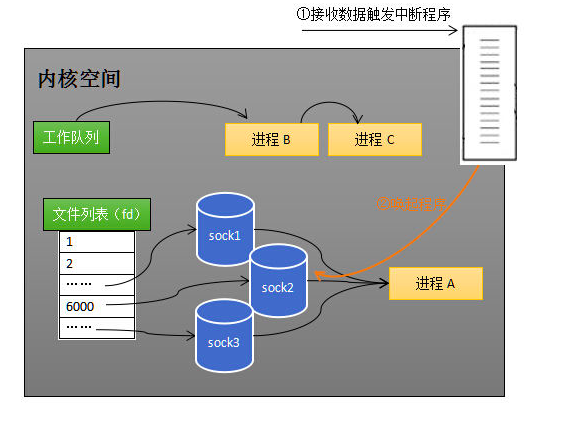 ①接收数据触发中断程序
内核空间
工作队列
进程 B
进程 C
文件列表（fd）
1
2
……
6000
……
sock1
sock2
sock3
进程 A